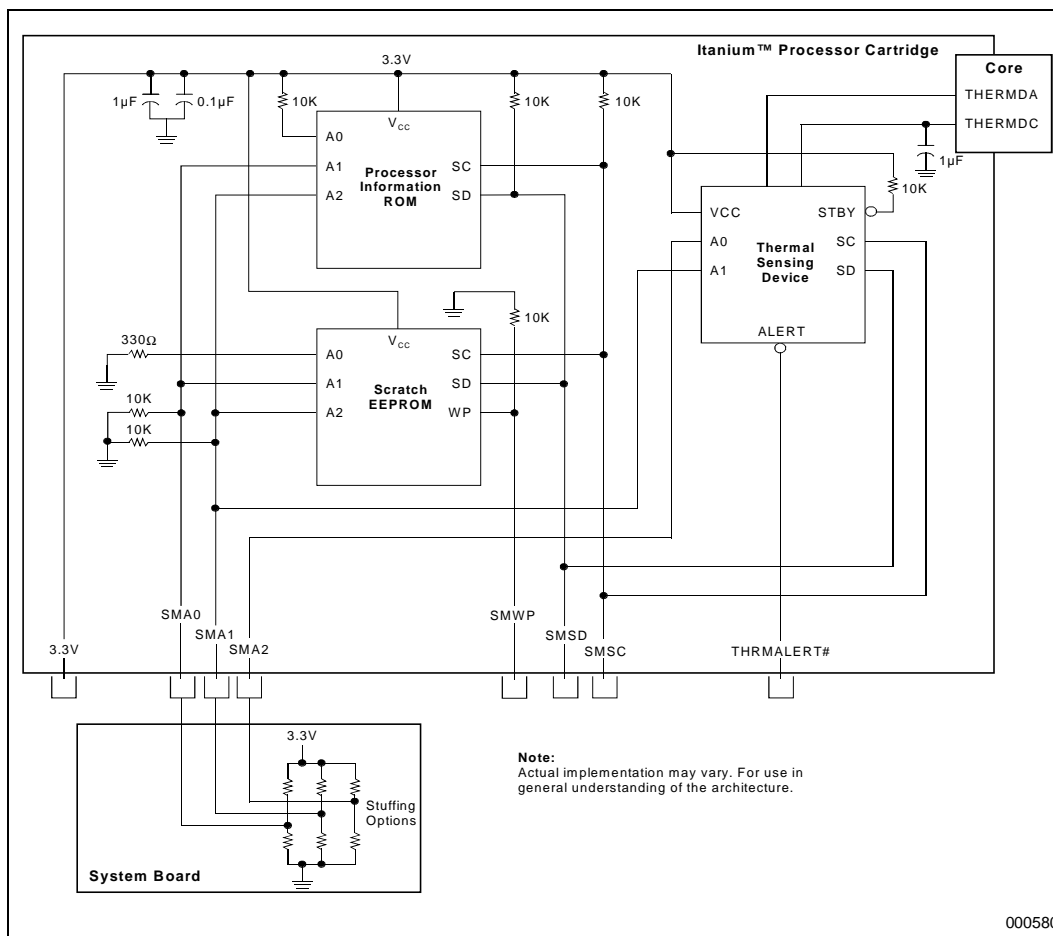 Itanium™ Processor Cartridge
Core
THERMDA
THERMDC
1µF
3.3V
1µF
0.1µF
10K
10K
10K
10K
VCC
A0
A1
A2
Processor
Information
ROM
SC
SD
VCC
A0
A1
STBY
SC
SD
Thermal
Sensing
Device
ALERT
10K
330Ω
10K
10K
VCC
A0
A1
A2
Scratch
EEPROM
SC
SD
WP
3.3V
SMA0
SMA1
SMA2
SMWP
SMSD
SMSC
THRMALERT#
3.3V
Stuffing
Options
System Board
Note:
Actual implementation may vary. For use in
general understanding of the architecture.
000580